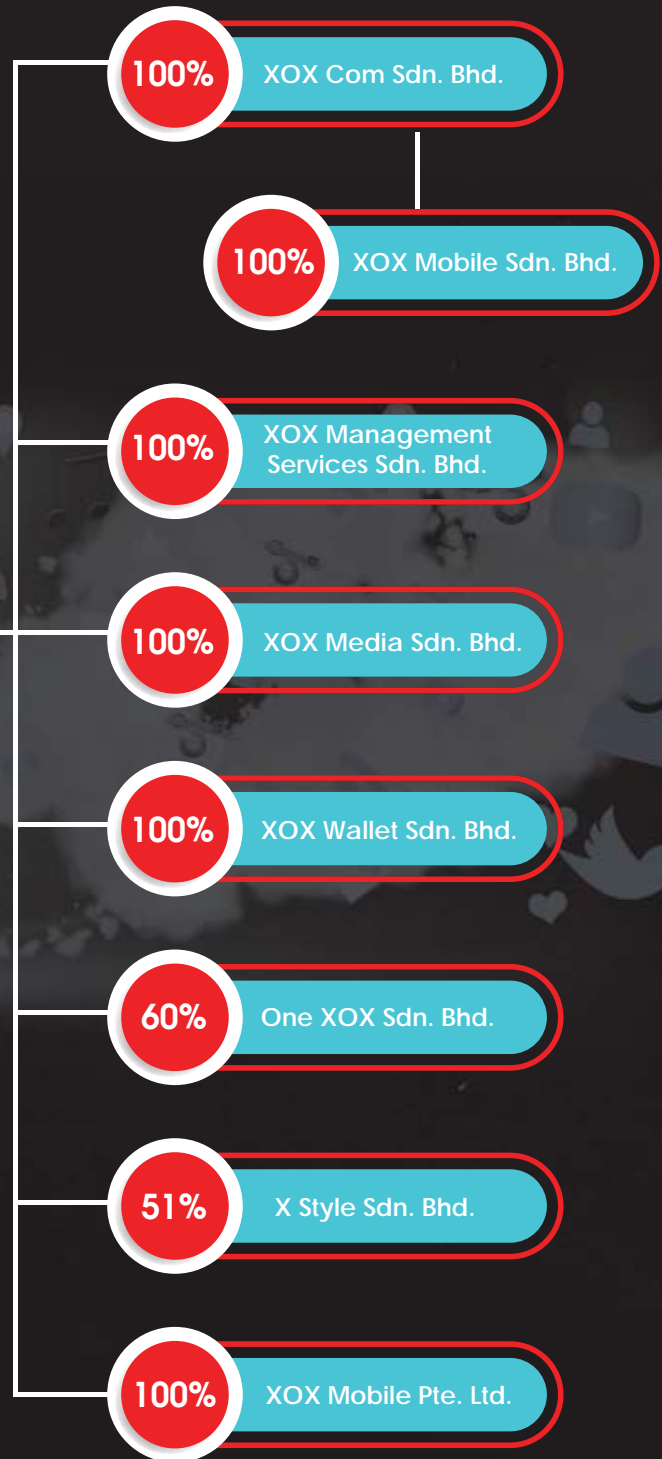 100%
XOX Com Sdn. Bhd.
100%
XOX Mobile Sdn. Bhd.
100%
XOX Management
Services Sdn. Bhd.
100%
XOX Media Sdn. Bhd.
100%
XOX Wallet Sdn. Bhd.
60%
One XOX Sdn. Bhd.
51%
X Style Sdn. Bhd.
100%
XOX Mobile Pte. Ltd.